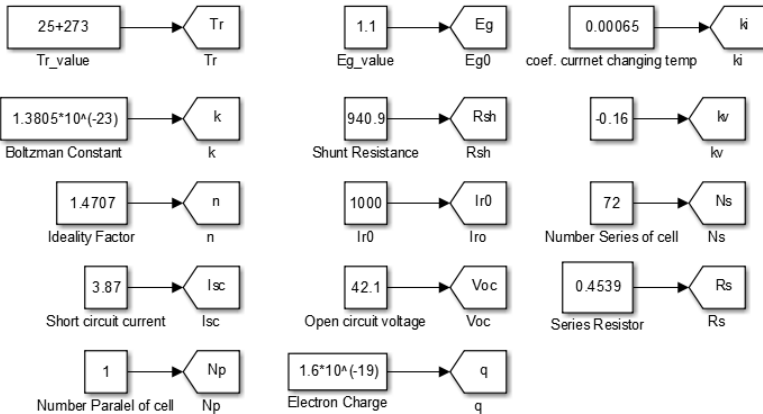 25+273
Tr
Tr_value
Tr
1.1
Eg
Eg_value
Eg0
0.00065
ki
coef. currnet changing temp
ki
1.3805*10^(-23)
k
Boltzman Constant
k
940.9
Rsh
Shunt Resistance
Rsh
-0.16
kv
kv
1.4707
n
Ideality Factor
n
1000
Ir0
Ir0
Iro
72
Ns
Number Series of cell
Ns
3.87
Isc
Short circuit current
Isc
42.1
Voc
Open circuit voltage
Voc
0.4539
Rs
Series Resistor
Rs
1
Np
Number Paralel of cell
Np
1.6*10^(-19)
q
Electron Charge
q